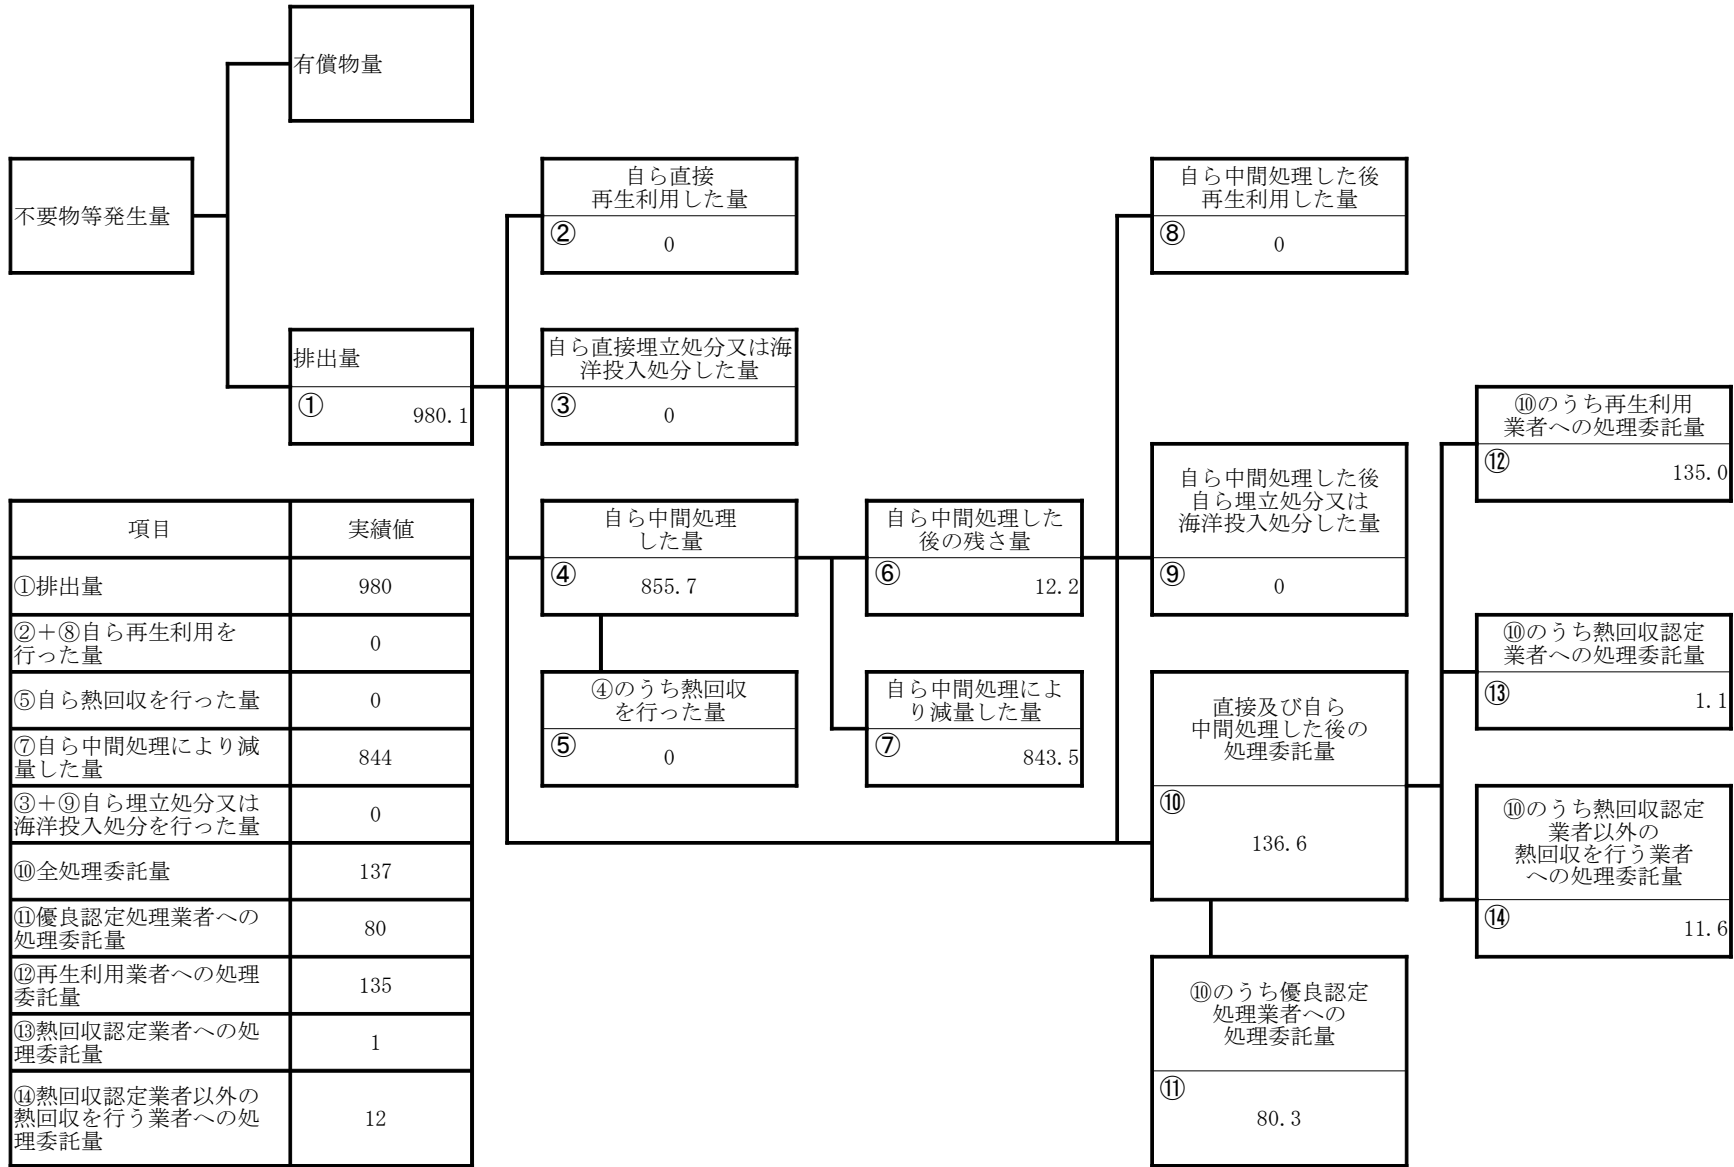 有償物量
不要物等発生量
排出量
①
980.1
自ら直接
再生利用した量
②
0
自ら直接埋立処分又は海
洋投入処分した量
③
0
自ら中間処理
した量
④
855.7
④のうち熱回収
を行った量
⑤
0
自ら中間処理した
後の残さ量
⑥
12.2
自ら中間処理によ
り減量した量
⑦
843.5
自ら中間処理した後
再生利用した量
⑧
0
自ら中間処理した後
自ら埋立処分又は
海洋投入処分した量
⑨
0
直接及び自ら
中間処理した後の
処理委託量
⑩
136.6
⑩のうち優良認定
処理業者への
処理委託量
⑪
80.3
⑩のうち再生利用
業者への処理委託量
⑫
135.0
⑩のうち熱回収認定
業者への処理委託量
⑬
1.1
⑩のうち熱回収認定
業者以外の
熱回収を行う業者
への処理委託量
⑭
11.6
項目 実績値
①排出量 980
②＋⑧自ら再生利用を
行った量
0
⑤自ら熱回収を行った量 0
⑦自ら中間処理により減
量した量
844
③＋⑨自ら埋立処分又は
海洋投入処分を行った量
0
⑩全処理委託量 137
⑪優良認定処理業者への
処理委託量
80
⑫再生利用業者への処理
委託量
135
⑬熱回収認定業者への処
理委託量
1
⑭熱回収認定業者以外の
熱回収を行う業者への処
理委託量
12